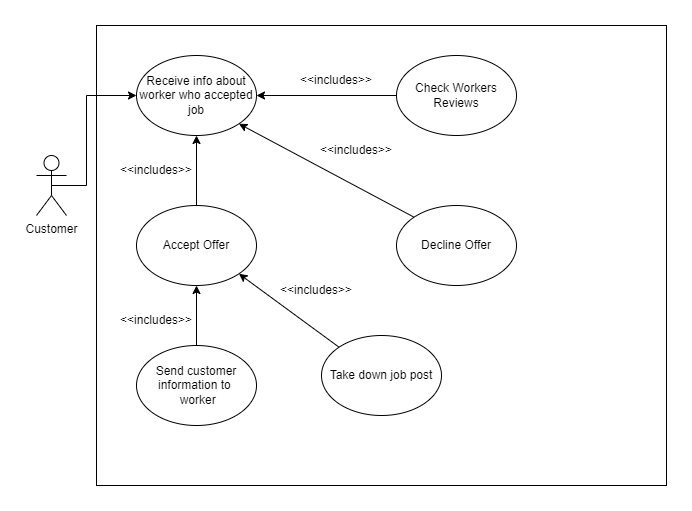 Receive info about
worker who accepted
job
<<includes>>
Check Workers
Reviews
<<includes>>
<<includes>>
Customer
Accept Offer
Decline Offer
<<includes>>
<<includes>>
Send customer
information to
worker
Take down job post